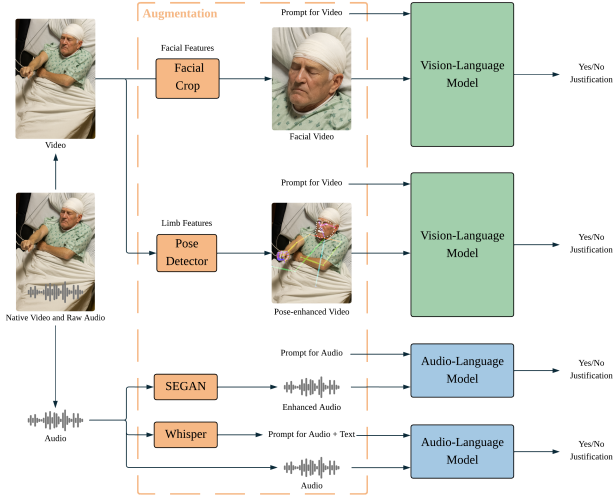 Augmentation
Prompt for Video
Facial Features
Facial
Crop
Vision-Language
Model
Yes/No
Justification
Facial Video
Video
Prompt for Video
Limb Features
Pose
Detector
Vision-Language
Model
Yes/No
Justification
Native Video and Raw Audio
Pose-enhanced Video
Prompt for Audio
SEGAN
Audio-Language
Model
Yes/No
Justification
Enhanced Audio
Audio
Whisper
Prompt for Audio + Text
Audio-Language
Model
Yes/No
Justification
Audio